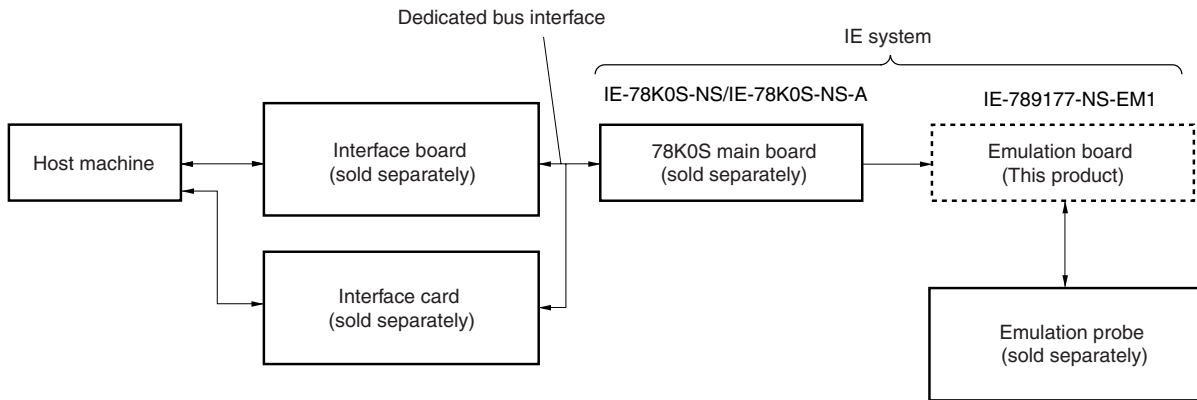 Dedicated bus interface
IE system
IE-78K0S-NS/IE-78K0S-NS-A
IE-789177-NS-EM1
Host machine
Interface board
(sold separately)
78K0S main board
(sold separately)
Emulation board
(This product)
Interface card
(sold separately)
Emulation probe
(sold separately)